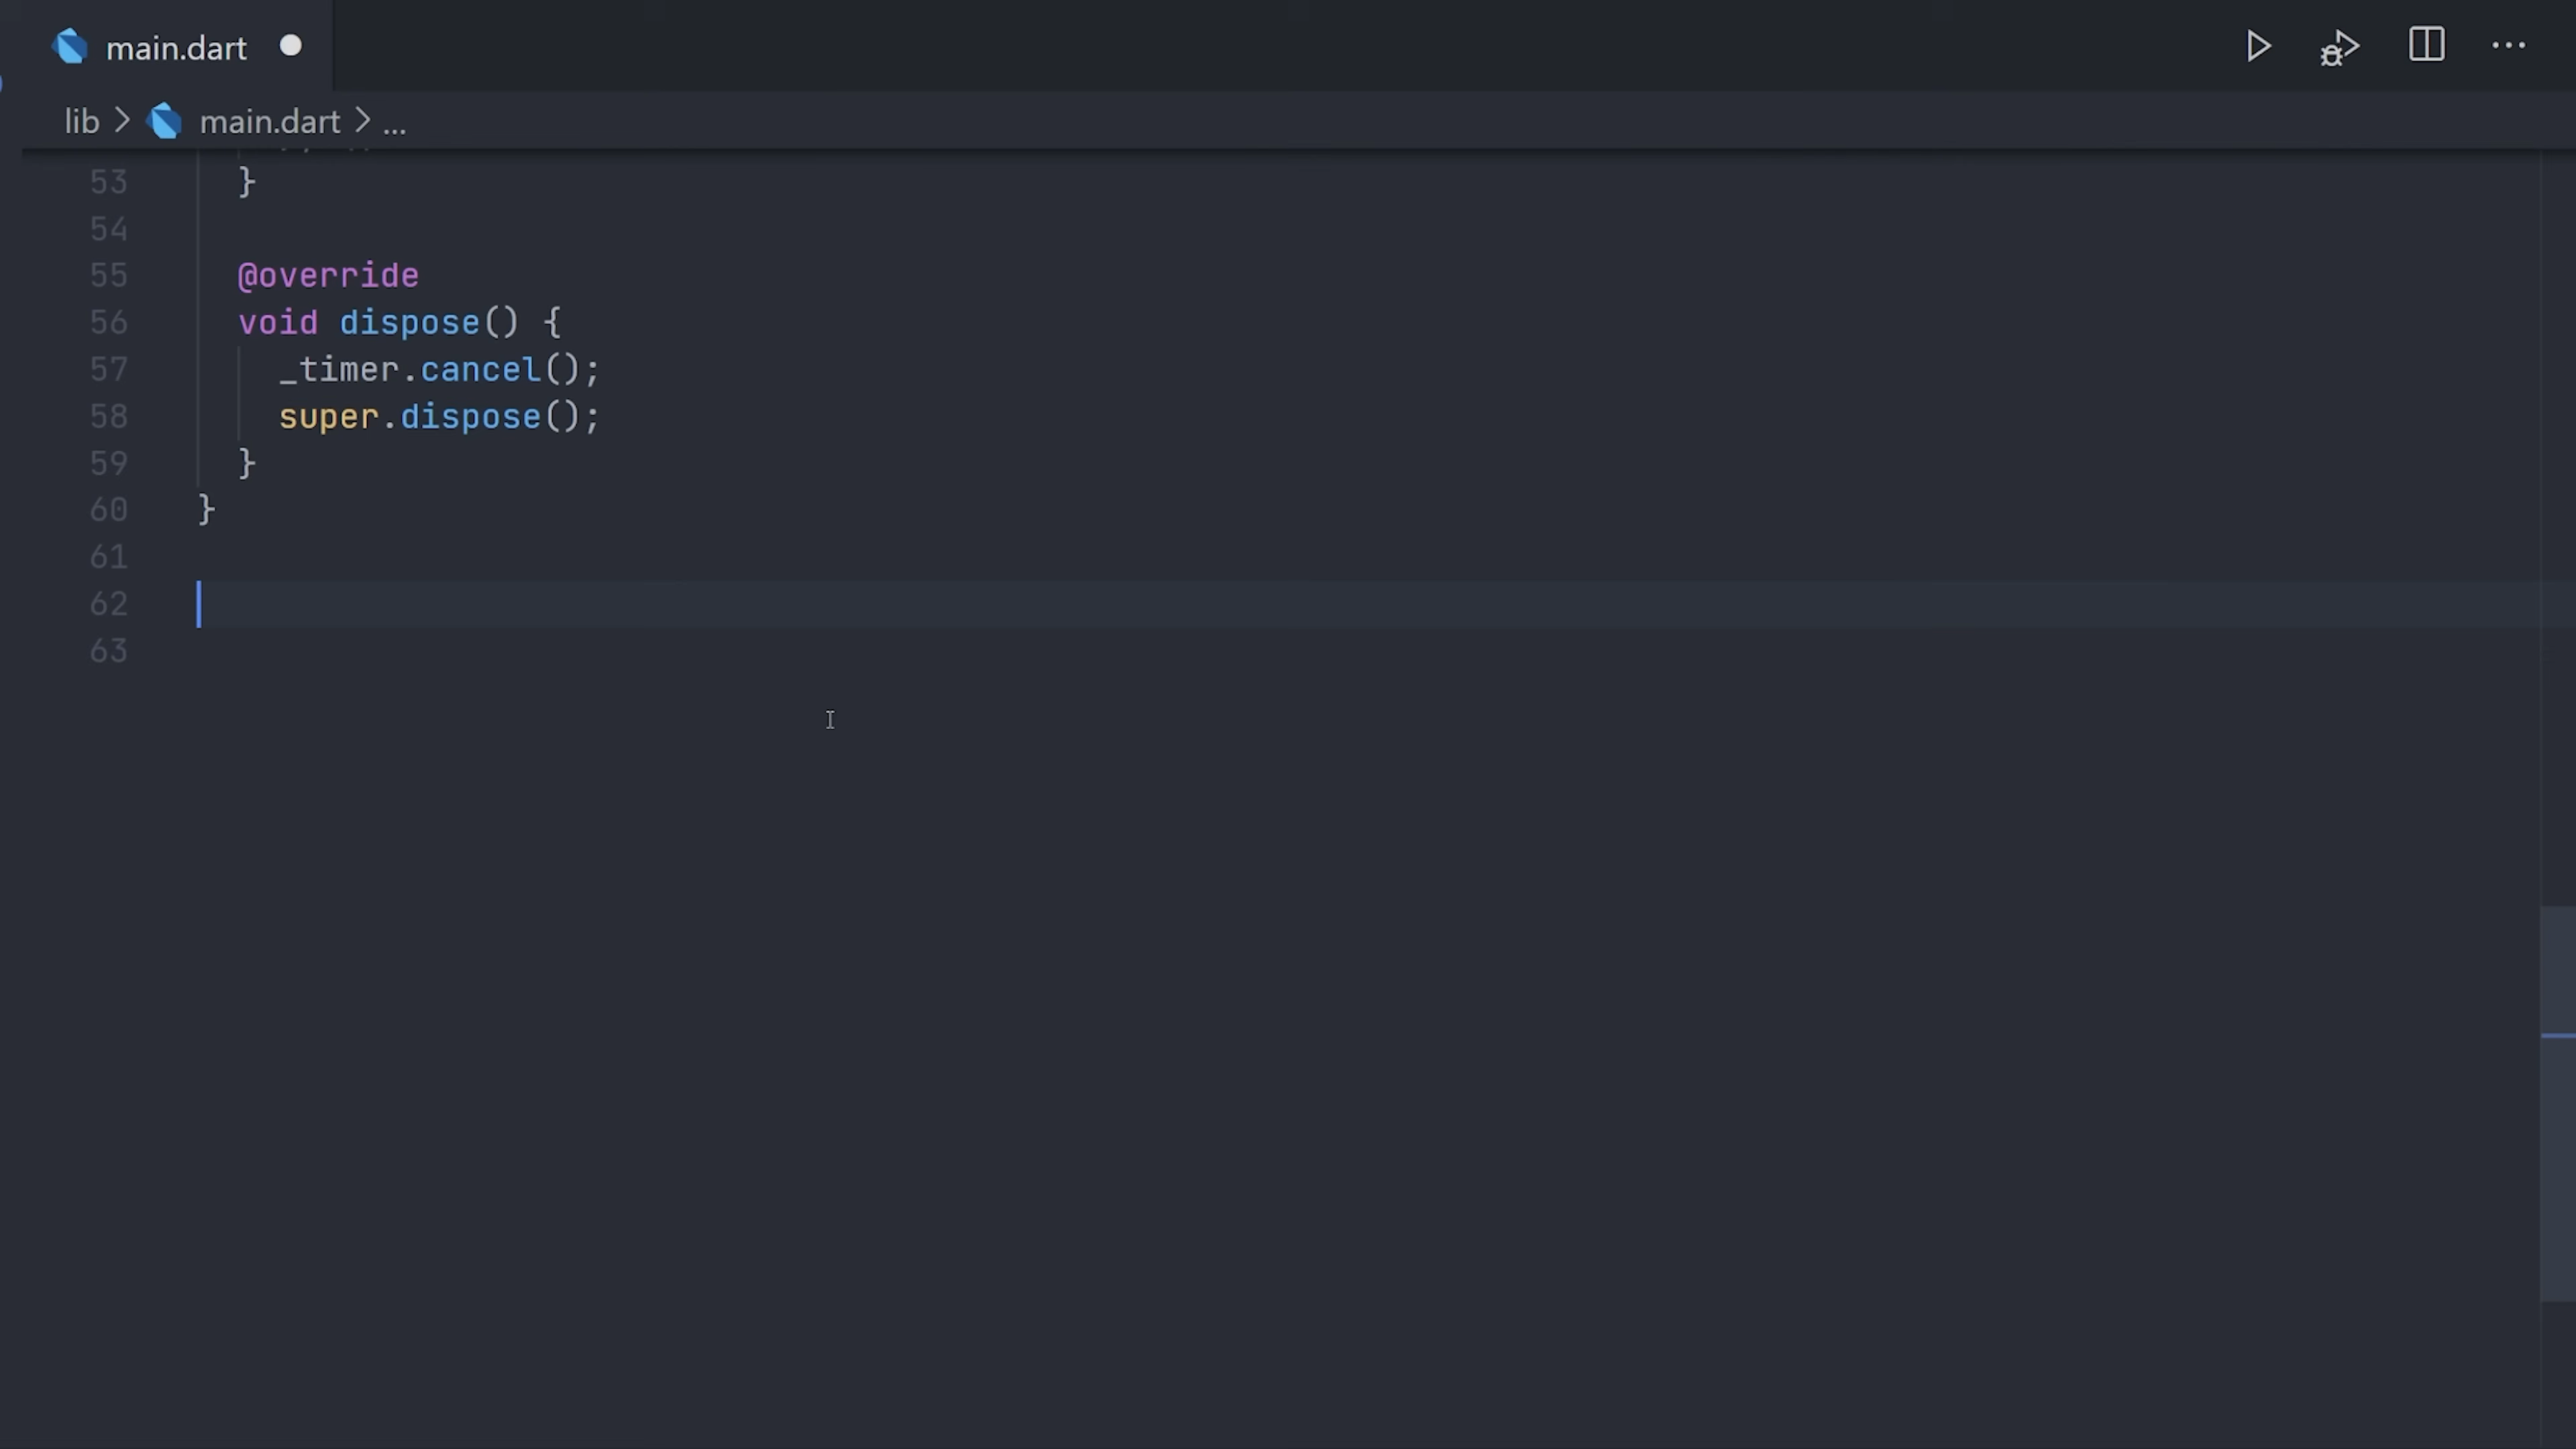 main.dart
lib > main.dart > ...
53 }
54
55 @override
56 void dispose() {
57 _timer.cancel();
58 super.dispose();
59 }
60 }
61
62
63